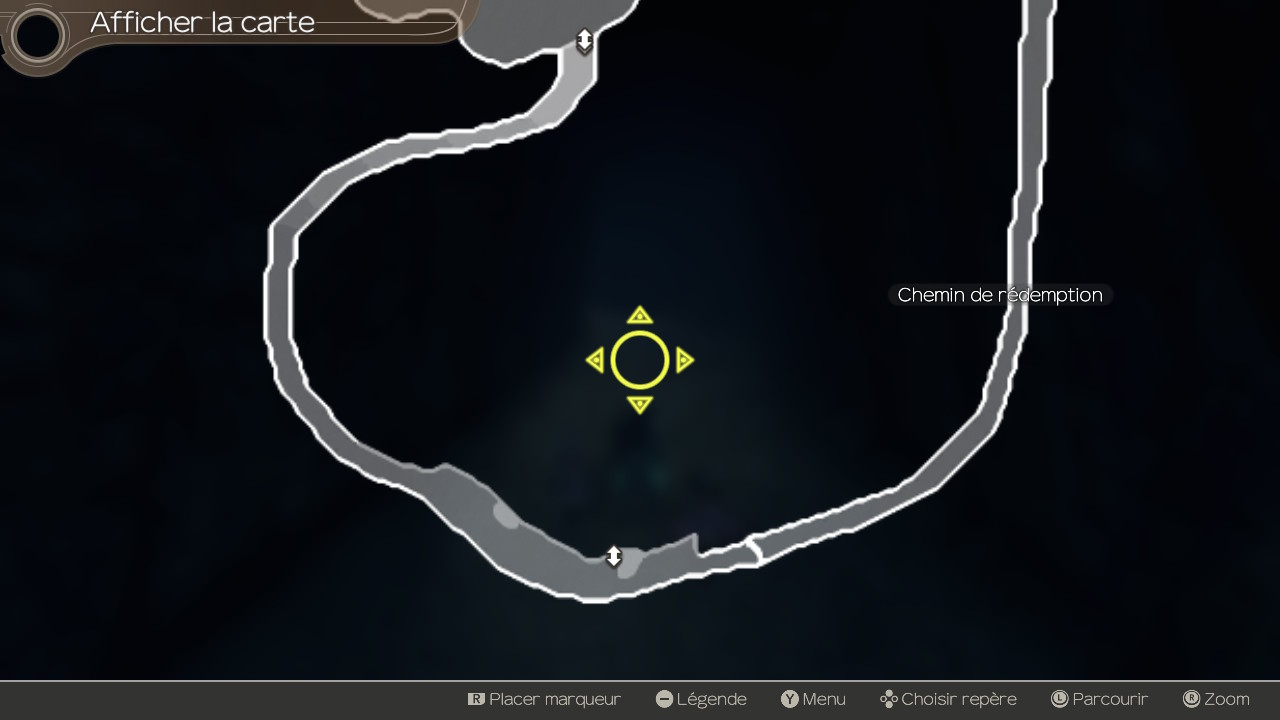 Afficher la carte
Chemin de rédemption
R Placer marqueur
Légende
Y Menu
Choisir repère
L Parcourir
R Zoom